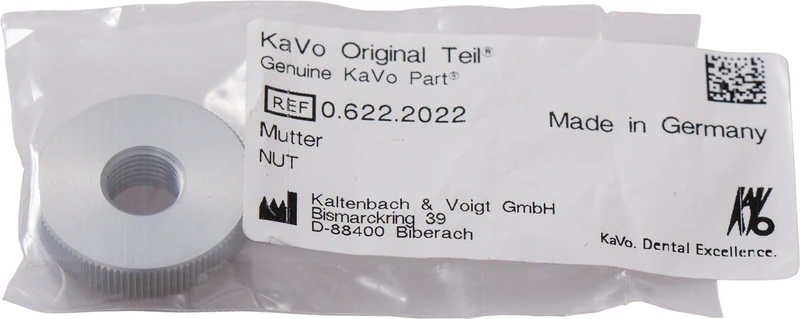 KaVo Original Teil®
Genuine KaVo Part®
REF 0.622.2022
Made in Germany
Mutter
NUT
Kaltenbach & Voigt GmbH
Bismarckring 39
D-88400 Biberach
KaVo
KaVo. Dental Excellence.